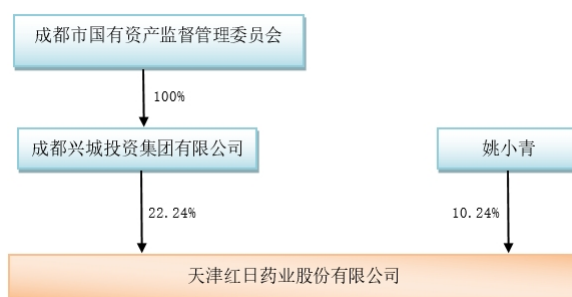 成都市国有资产监督管理委员会
100%
成都兴城投资集团有限公司
姚小青
22.24%
10.24%
天津红日药业股份有限公司